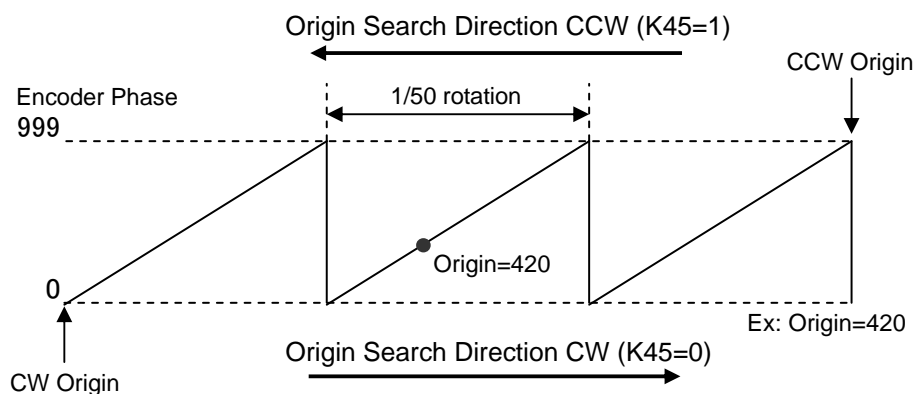 Origin Search Direction CCW (K45=1)
CCW Origin
Encoder Phase
999
1/50 rotation
Origin=420
0
Ex: Origin=420
Origin Search Direction CW (K45=0)
CW Origin